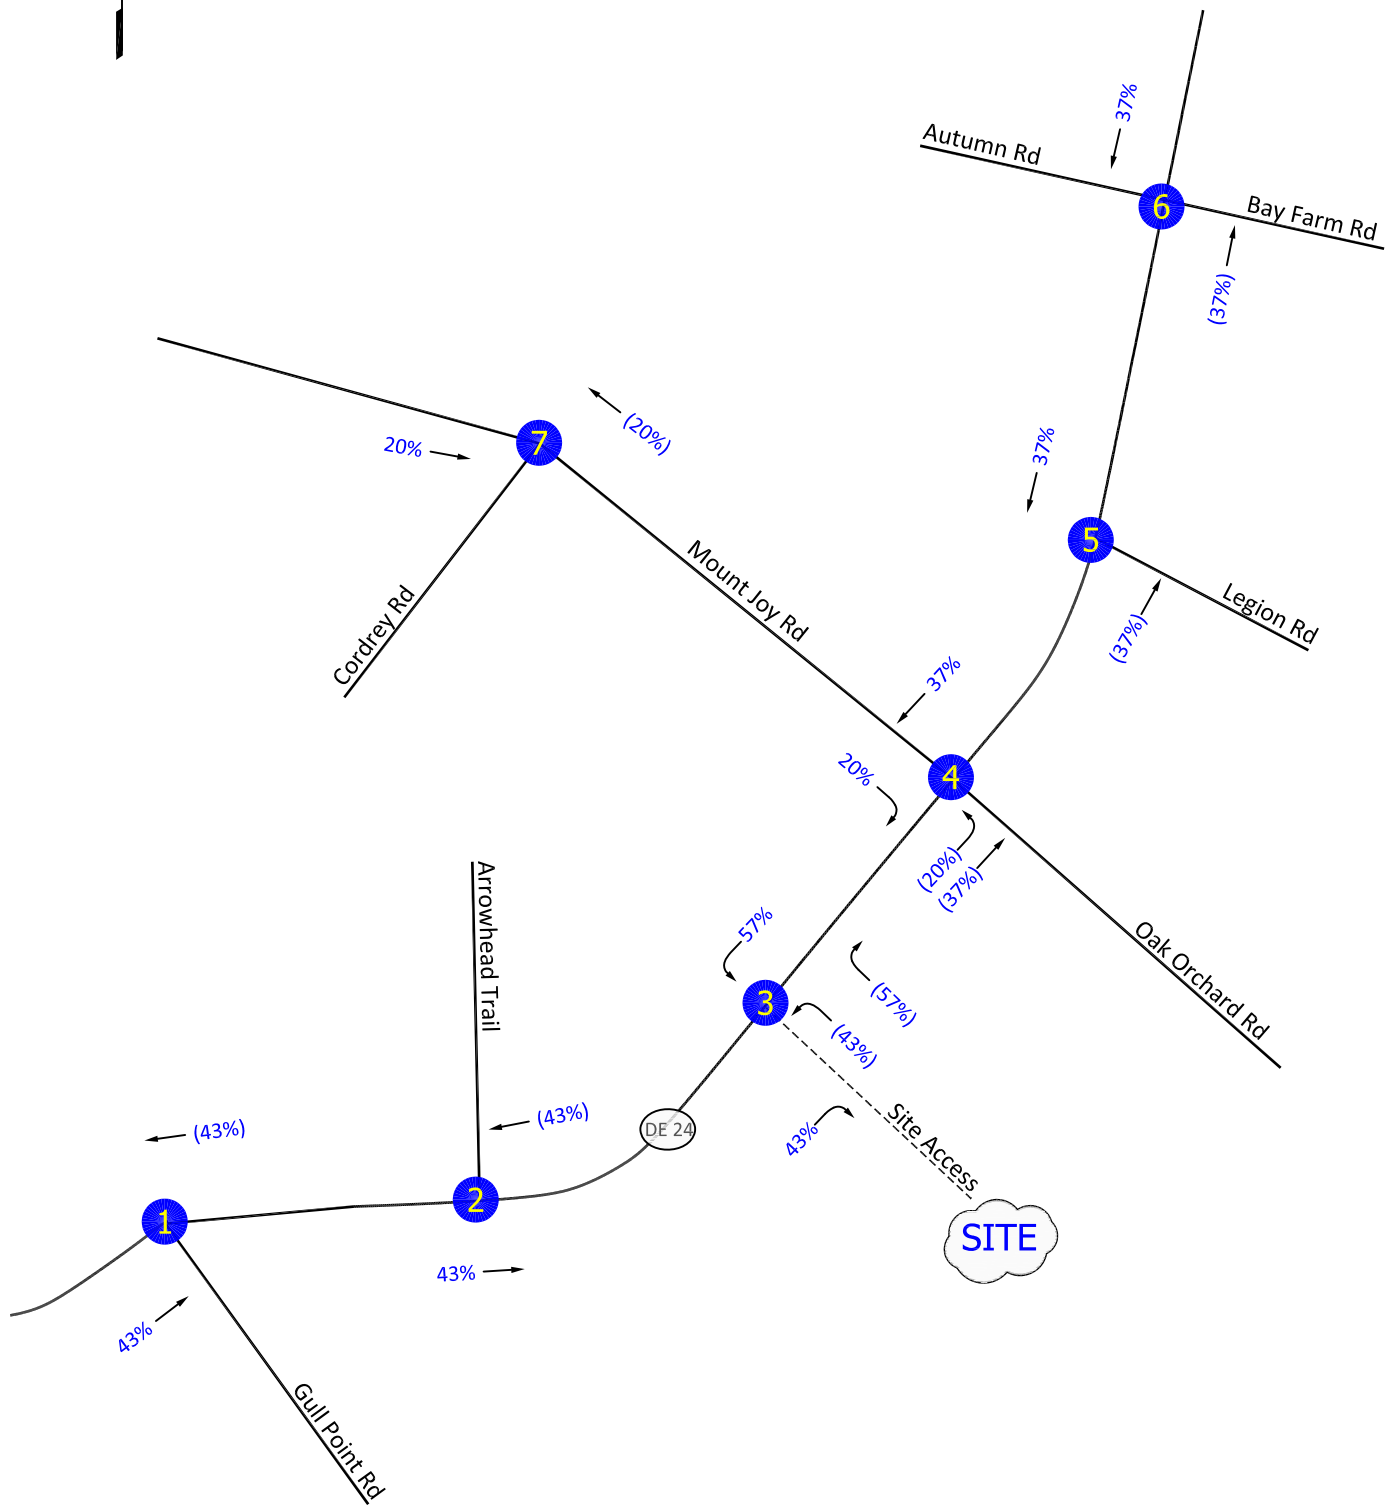 37%
Autumn Rd
6
Bay Farm Rd
(37%)
20%
7
(20%)
37%
5
Mount Joy Rd
Cordrey Rd
Legion Rd
(37%)
37%
20%
4
(20%)
(37%)
Arrowhead Trail
57%
3
(57%)
(43%)
Oak Orchard Rd
(43%)
(43%)
DE 24
43%
Site Access
1
2
SITE
43%
43%
Gull Point Rd